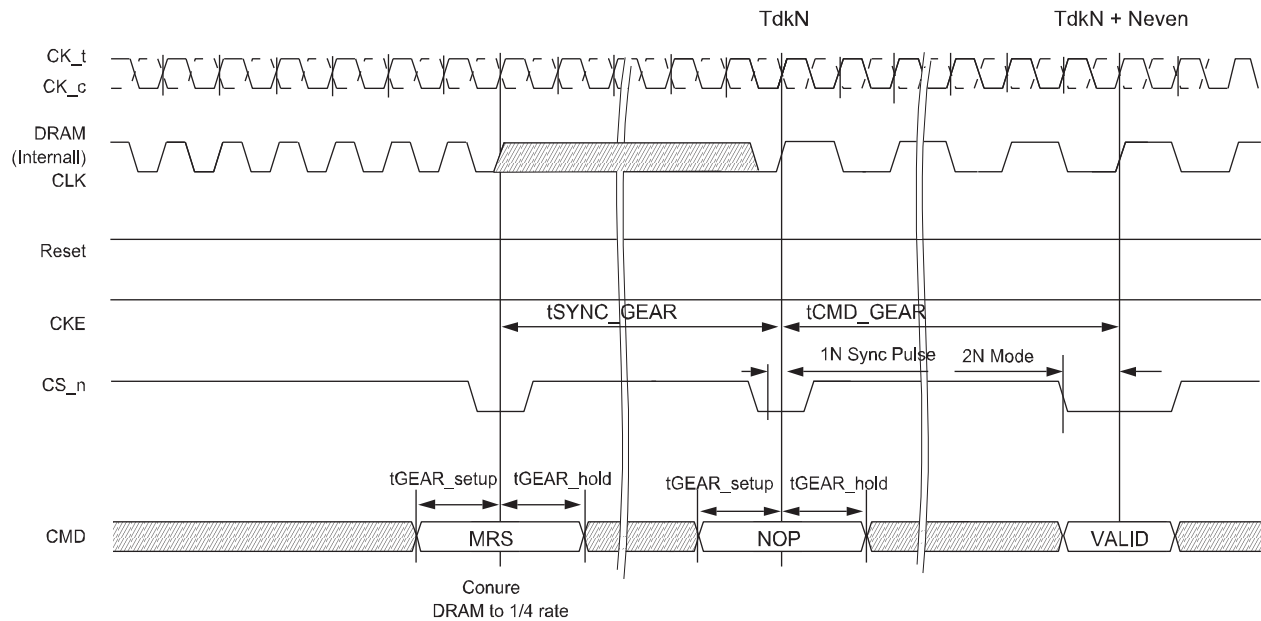 TdkN
TdkN + Neven
CK_t
CK_c
DRAM
(Internall)
CLK
Reset
CKE
tSYNC_GEAR
tCMD_GEAR
1N Sync Pulse
2N Mode
CS_n
tGEAR_setup
tGEAR_hold
tGEAR_setup
tGEAR_hold
CMD
MRS
NOP
VALID
Conure
DRAM to 1/4 rate